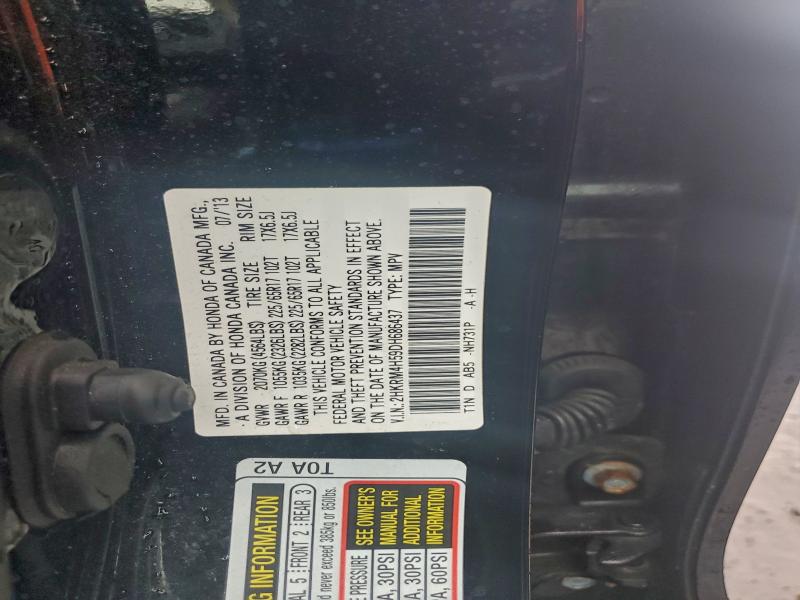 MFD. IN CANADA BY HONDA OF CANADA MFG.,
A DIVISION OF HONDA CANADA INC. 07/13
GVWR 2070KG(4564LBS) TIRE SIZE RIM SIZE
GAWR F 1055KG(2326LBS) 225/65R17 102T 17X6.5J
GAWR R 1035KG(2282LBS) 225/65R17 102T 17X6.5J
THIS VEHICLE CONFORMS TO ALL APPLICABLE
FEDERAL MOTOR VEHICLE SAFETY
AND THEFT PREVENTION STANDARDS IN EFFECT
ON THE DATE OF MANUFACTURE SHOWN ABOVE.
V.I.N.: 2HKRM4H59DH686437 TYPE: MPV
TIN D AB5 -NH731P -A -H
T0A A2
G INFORMATION
AL 5 FRONT 2 REAR 3
d never exceed 385kg or 850lbs.
E PRESSURE SEE OWNER'S
A, 30PSI MANUAL FOR
A, 30PSI ADDITIONAL
A, 60PSI INFORMATION